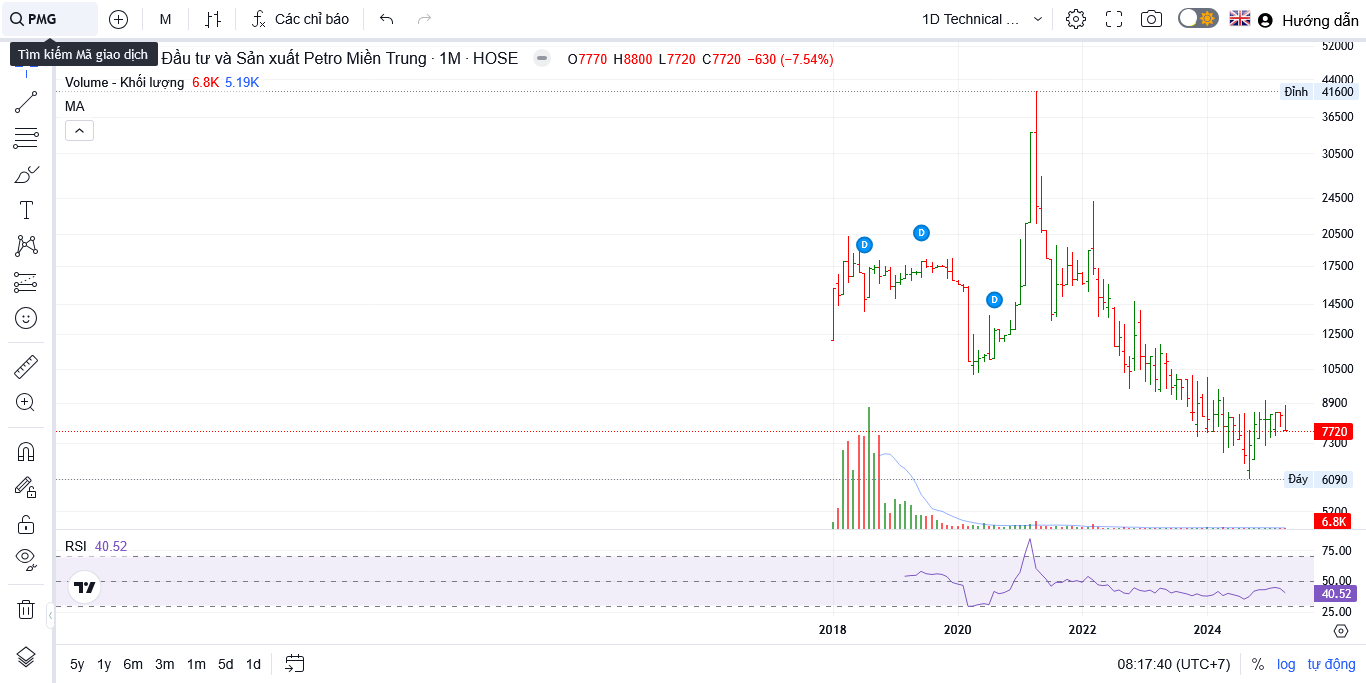 PMG
M
Các chỉ báo
1D Technical ...
Hướng dẫn
Tìm kiếm Mã giao dịch
Đầu tư và Sản xuất Petro Miền Trung · 1M · HOSE
O7770 H8800 L7720 C7720 −630 (−7.54%)
Volume - Khối lượng 6.8K 5.19K
MA
52000
44000
Đỉnh 41600
36500
30500
24500
20500
17500
14500
12500
10500
8900
7720
7300
Đáy 6090
5200
6.8K
D
D
D
RSI 40.52
75.00
50.00
40.52
25.00
2018 2020 2022 2024
5y 1y 6m 3m 1m 5d 1d
08:17:40 (UTC+7) % log tự động